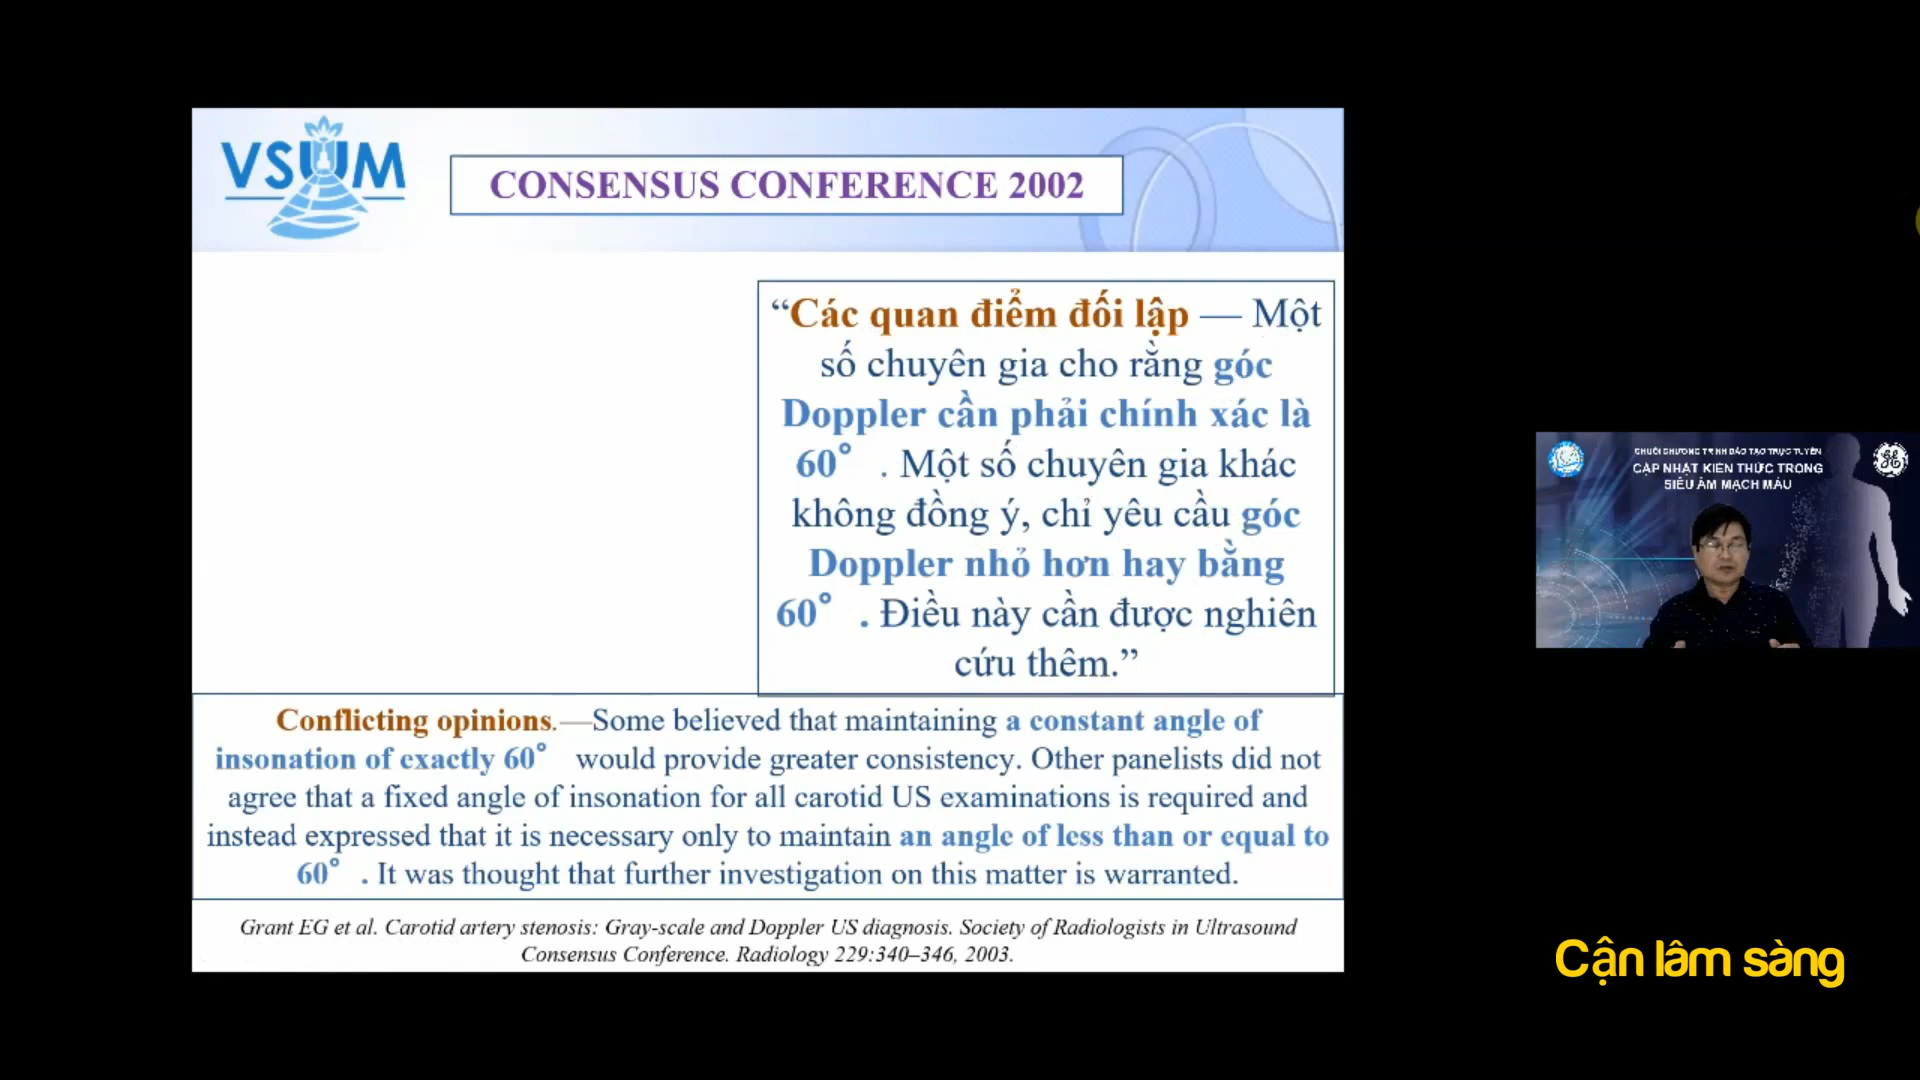 VSUM
CONSENSUS CONFERENCE 2002
“Các quan điểm đối lập — Một
số chuyên gia cho rằng góc
Doppler cần phải chính xác là
60° . Một số chuyên gia khác
không đồng ý, chỉ yêu cầu góc
Doppler nhỏ hơn hay bằng
60° . Điều này cần được nghiên
cứu thêm.”
Conflicting opinions.—Some believed that maintaining a constant angle of
insonation of exactly 60° would provide greater consistency. Other panelists did not
agree that a fixed angle of insonation for all carotid US examinations is required and
instead expressed that it is necessary only to maintain an angle of less than or equal to
60° . It was thought that further investigation on this matter is warranted.
Grant EG et al. Carotid artery stenosis: Gray-scale and Doppler US diagnosis. Society of Radiologists in Ultrasound
Consensus Conference. Radiology 229:340–346, 2003.
CHUỖI CHƯƠNG TRÌNH ĐÀO TẠO TRỰC TUYẾN
CẬP NHẬT KIẾN THỨC TRONG
SIÊU ÂM MẠCH MÁU
Cận lâm sàng